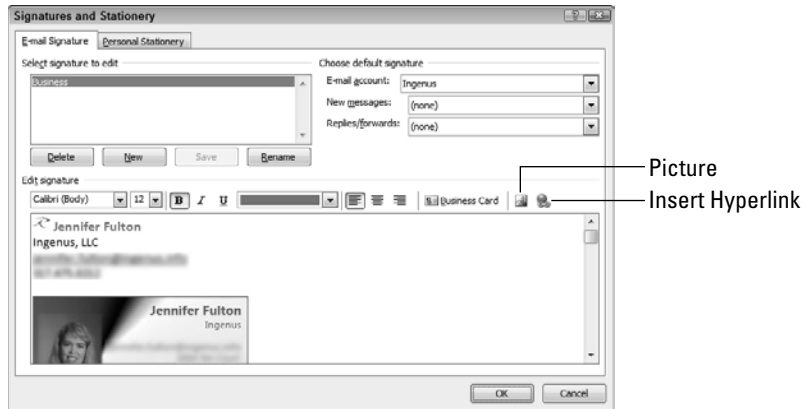 Signatures and Stationery
E-mail Signature Personal Stationery
Select signature to edit
Choose default signature
Business
E-mail account: Ingenus
New messages: (none)
Replies/forwards: (none)
Delete New Save Rename
Picture
Edit signature
Calibri (Body) 12 B I U Business Card
Insert Hyperlink
Jennifer Fulton
Ingenus, LLC
Jennifer Fulton
Ingenus
OK Cancel